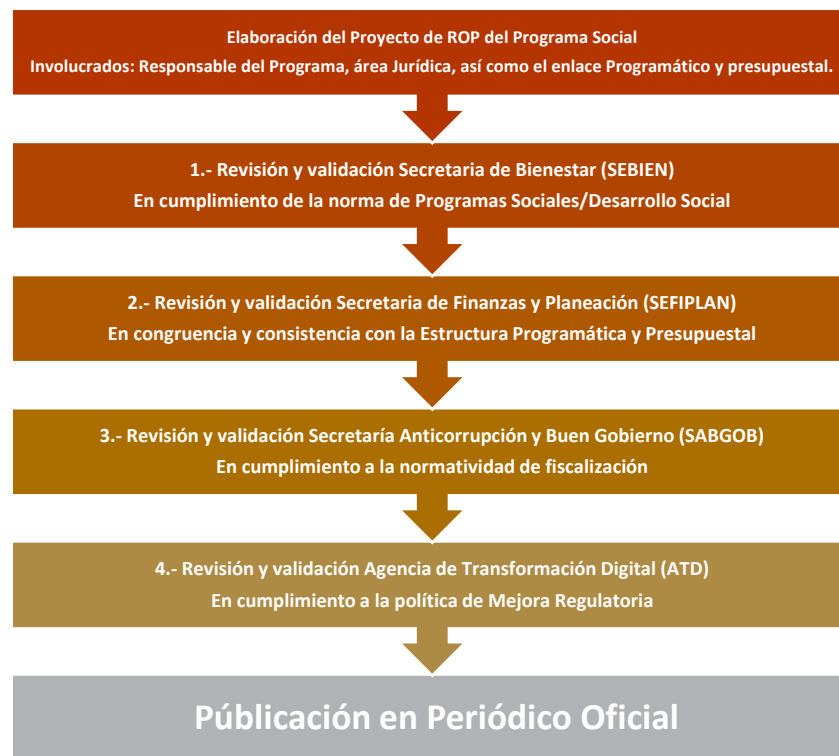 Elaboración del Proyecto de ROP del Programa Social
Involucrados: Responsable del Programa, área Jurídica, así como el enlace Programático y presupuestal.
1.- Revisión y validación Secretaria de Bienestar (SEBIEN)
En cumplimiento de la norma de Programas Sociales/Desarrollo Social
2.- Revisión y validación Secretaria de Finanzas y Planeación (SEFIPLAN)
En congruencia y consistencia con la Estructura Programática y Presupuestal
3.- Revisión y validación Secretaría Anticorrupción y Buen Gobierno (SABGOB)
En cumplimiento a la normatividad de fiscalización
4.- Revisión y validación Agencia de Transformación Digital (ATD)
En cumplimiento a la política de Mejora Regulatoria
Públicación en Periódico Oficial